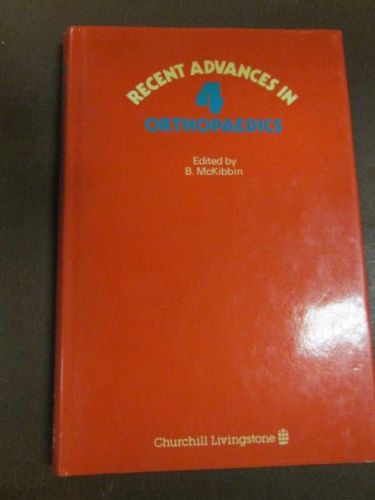 RECENT ADVANCES IN
4
ORTHOPAEDICS
Edited by
B. McKibbin
Churchill Livingstone